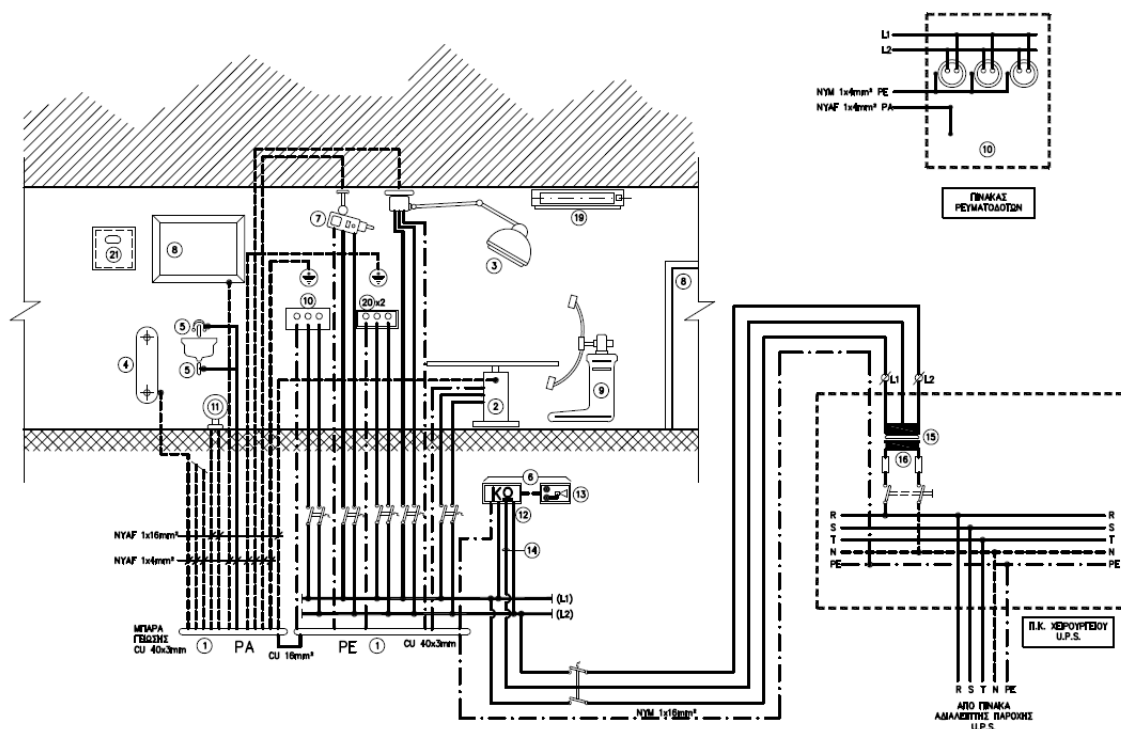 L1
L2
NYM 1x4mm² PE
NYAF 1x4mm² PA
10
ΠΙΝΑΚΑΣ
ΡΕΥΜΑΤΟΔΟΤΩΝ
7
19
21
8
3
8
10
20 x2
5
5
4
11
2
9
L1
L2
15
16
6
ΚΩ
13
12
14
NYAF 1x16mm²
NYAF 1x4mm²
R
R
S
S
T
T
N
N
PE
PE
(L1)
(L2)
ΜΠΑΡΑ
ΓΕΙΩΣΗΣ
CU 40x3mm
1
PA
CU 16mm²
PE
1
CU 40x3mm
Π.Κ. ΧΕΙΡΟΥΡΓΕΙΟΥ
U.P.S.
NYM 1x16mm²
R S T N PE
ΑΠΟ ΠΙΝΑΚΑ
ΑΔΙΑΛΕΙΠΤΗΣ ΠΑΡΟΧΗΣ
U.P.S.